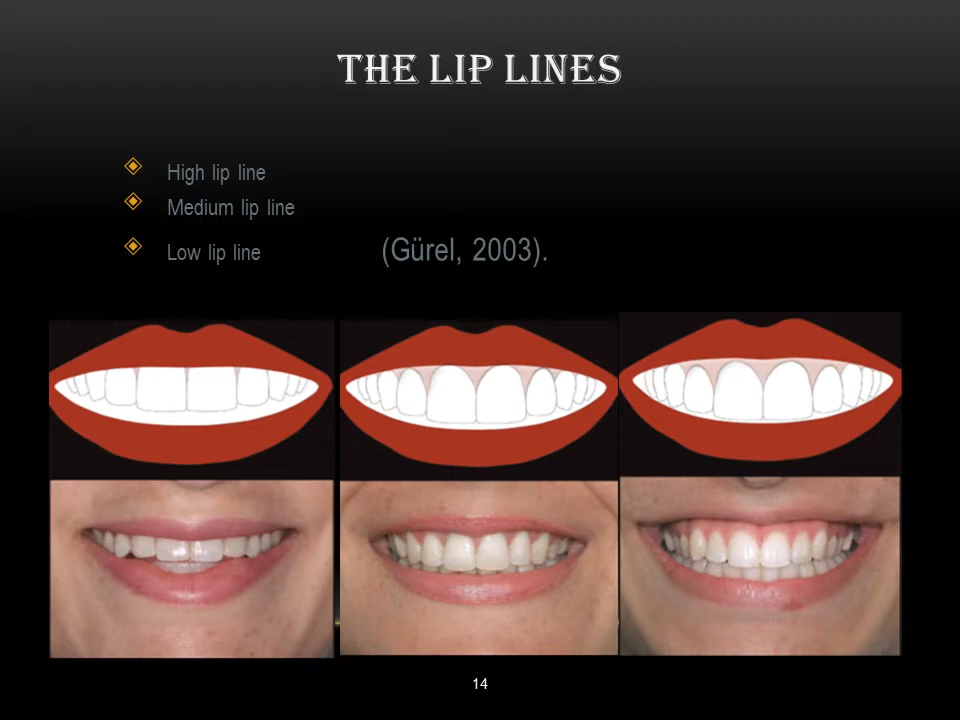 THE LIP LINES
High lip line
Medium lip line
Low lip line (Gürel, 2003).
14